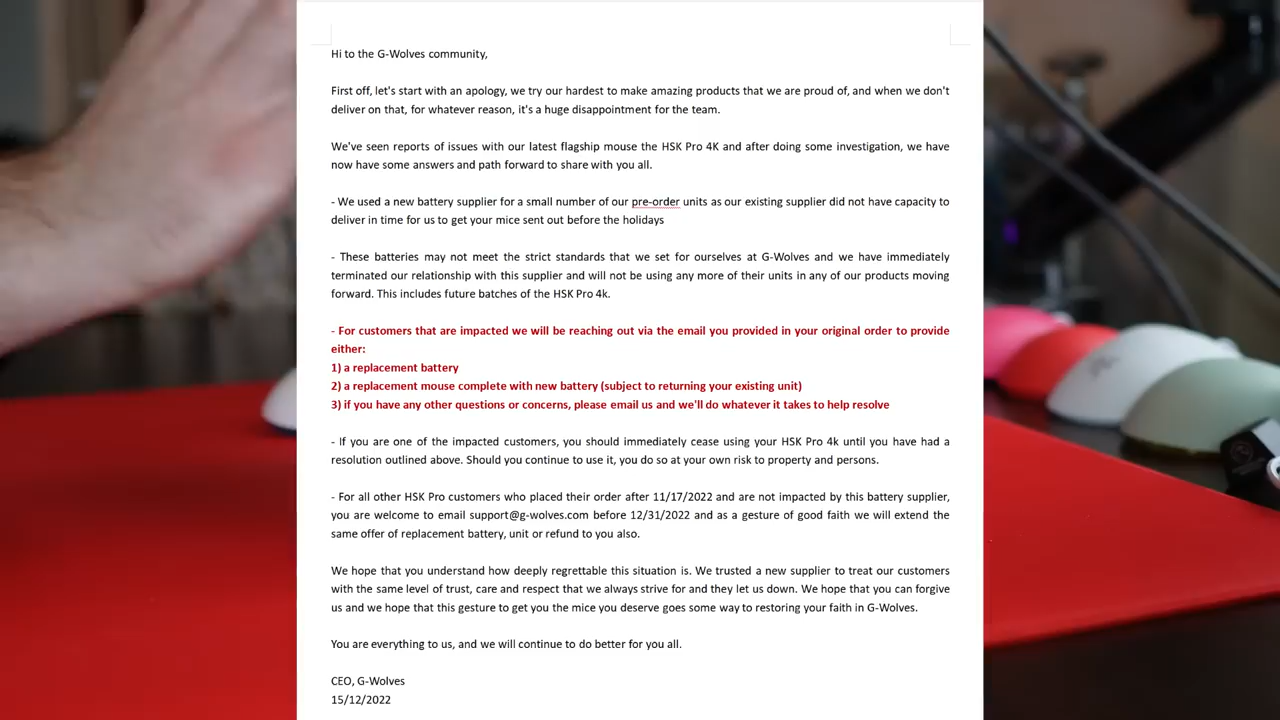 Hi to the G-Wolves community,
First off, let's start with an apology, we try our hardest to make amazing products that we are proud of, and when we don't
deliver on that, for whatever reason, it's a huge disappointment for the team.
We've seen reports of issues with our latest flagship mouse the HSK Pro 4K and after doing some investigation, we have
now have some answers and path forward to share with you all.
- We used a new battery supplier for a small number of our pre-order units as our existing supplier did not have capacity to
deliver in time for us to get your mice sent out before the holidays
- These batteries may not meet the strict standards that we set for ourselves at G-Wolves and we have immediately
terminated our relationship with this supplier and will not be using any more of their units in any of our products moving
forward. This includes future batches of the HSK Pro 4k.
- For customers that are impacted we will be reaching out via the email you provided in your original order to provide
either:
1) a replacement battery
2) a replacement mouse complete with new battery (subject to returning your existing unit)
3) if you have any other questions or concerns, please email us and we'll do whatever it takes to help resolve
- If you are one of the impacted customers, you should immediately cease using your HSK Pro 4k until you have had a
resolution outlined above. Should you continue to use it, you do so at your own risk to property and persons.
- For all other HSK Pro customers who placed their order after 11/17/2022 and are not impacted by this battery supplier,
you are welcome to email support@g-wolves.com before 12/31/2022 and as a gesture of good faith we will extend the
same offer of replacement battery, unit or refund to you also.
We hope that you understand how deeply regrettable this situation is. We trusted a new supplier to treat our customers
with the same level of trust, care and respect that we always strive for and they let us down. We hope that you can forgive
us and we hope that this gesture to get you the mice you deserve goes some way to restoring your faith in G-Wolves.
You are everything to us, and we will continue to do better for you all.
CEO, G-Wolves
15/12/2022